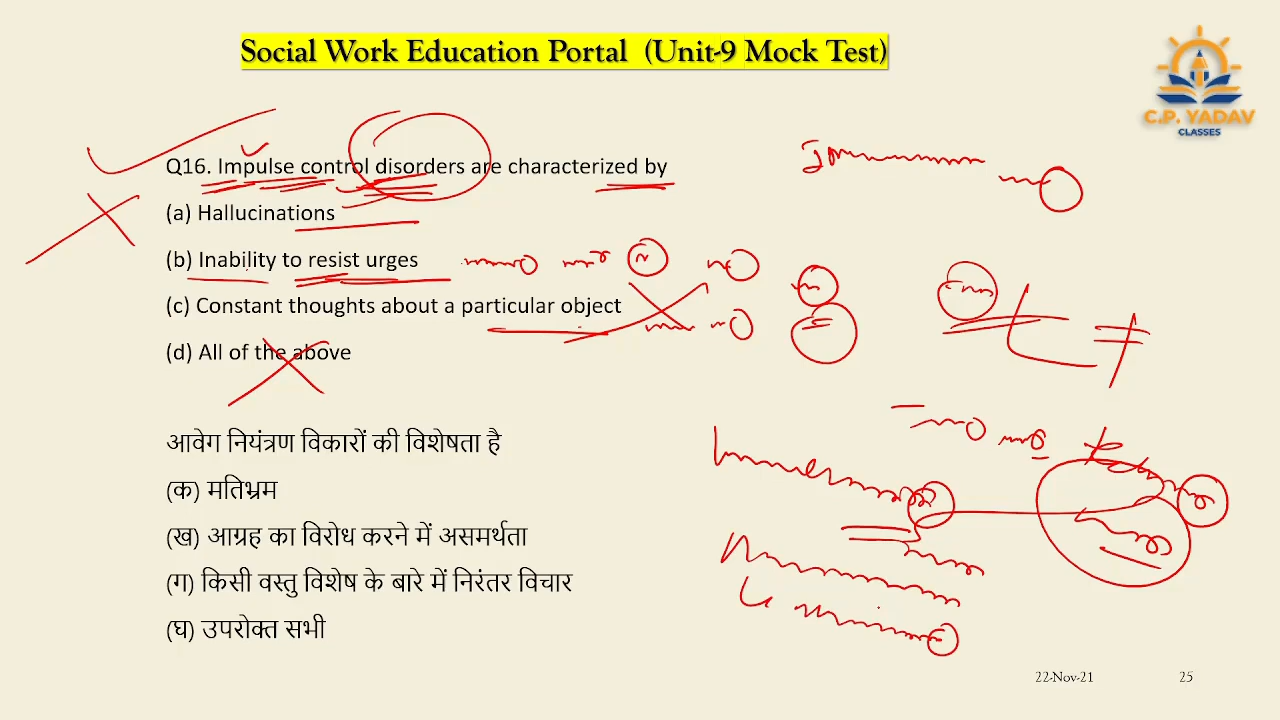 Social Work Education Portal (Unit-9 Mock Test)
C.P. YADAV
CLASSES
Q16. Impulse control disorders are characterized by
(a) Hallucinations
(b) Inability to resist urges
(c) Constant thoughts about a particular object
(d) All of the above
आवेग नियंत्रण विकारों की विशेषता है
(क) मतिभ्रम
(ख) आग्रह का विरोध करने में असमर्थता
(ग) किसी वस्तु विशेष के बारे में निरंतर विचार
(घ) उपरोक्त सभी
22-Nov-21
25